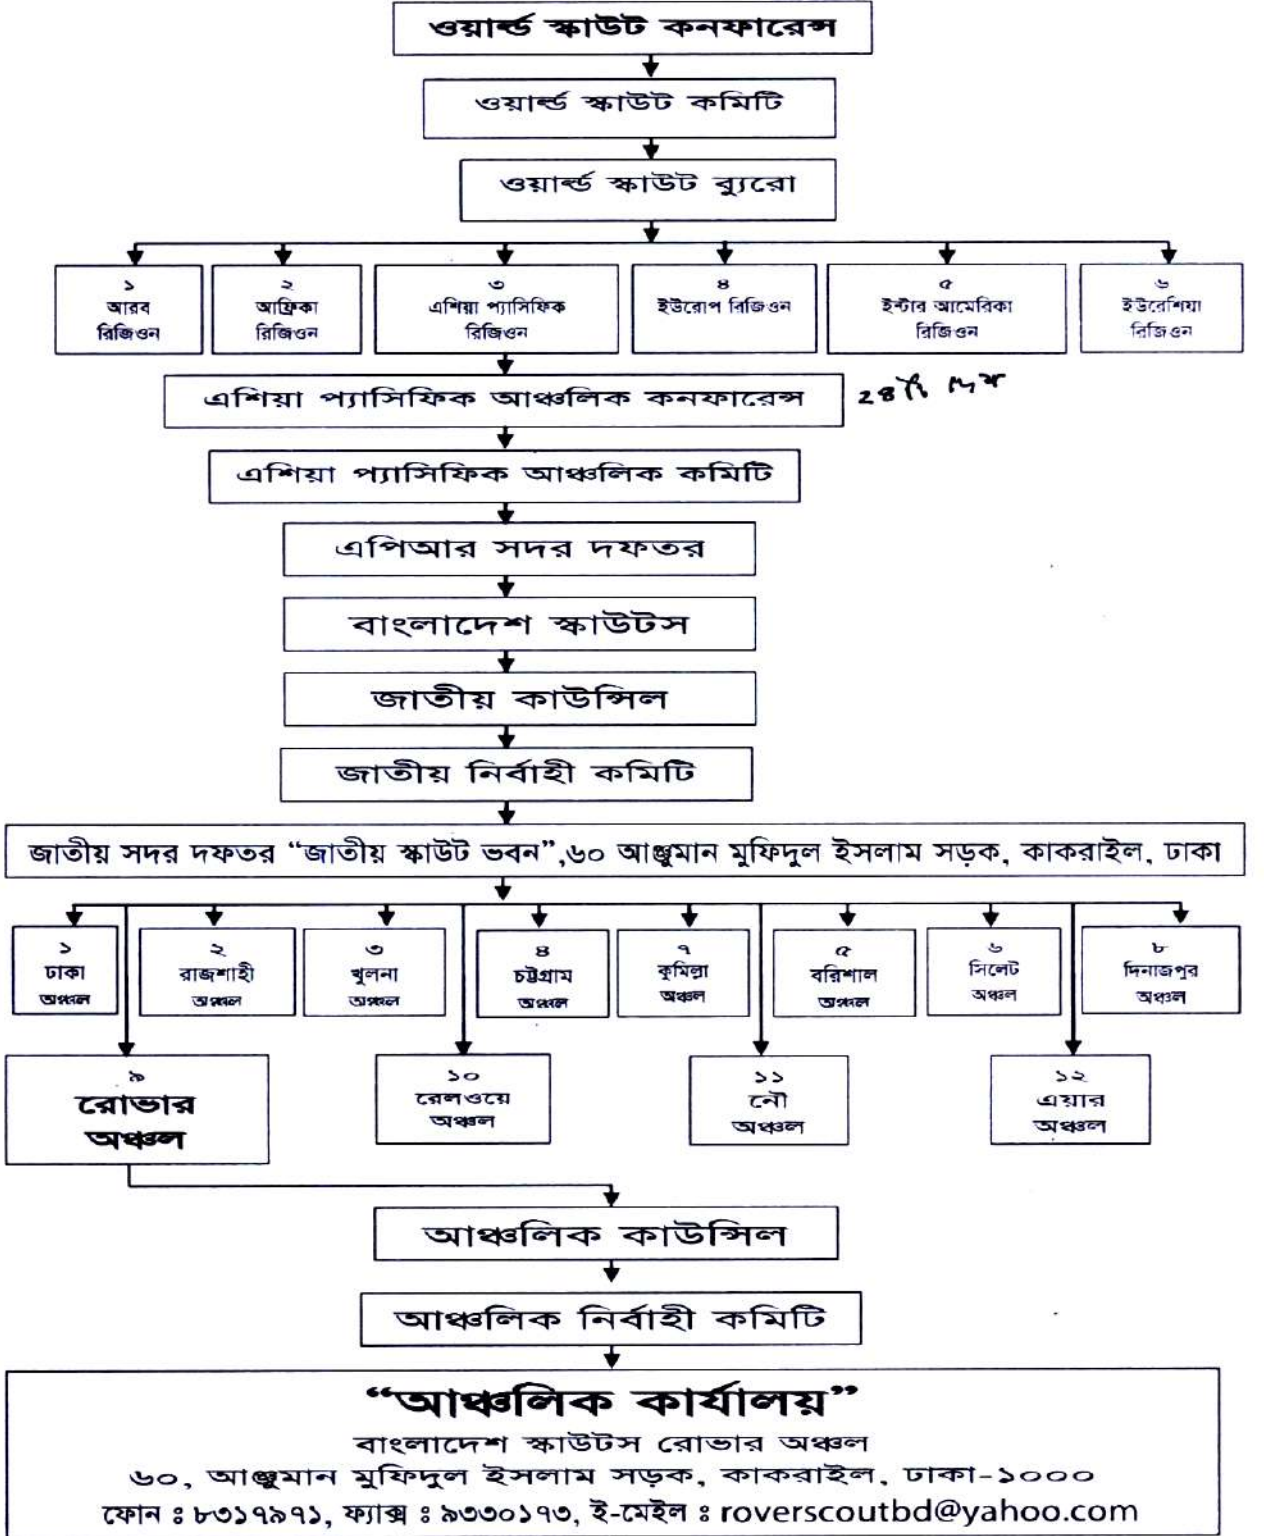 ওয়ার্ল্ড স্কাউট কনফারেন্স
ওয়ার্ল্ড স্কাউট কমিটি
ওয়ার্ল্ড স্কাউট ব্যুরো
১
আরব
রিজিওন
২
আফ্রিকা
রিজিওন
৩
এশিয়া প্যাসিফিক
রিজিওন
৪
ইউরোপ রিজিওন
৫
ইন্টার আমেরিকা
রিজিওন
৬
ইউরেশিয়া
রিজিওন
এশিয়া প্যাসিফিক আঞ্চলিক কনফারেন্স
এশিয়া প্যাসিফিক আঞ্চলিক কমিটি
এপিআর সদর দফতর
বাংলাদেশ স্কাউটস
জাতীয় কাউন্সিল
জাতীয় নির্বাহী কমিটি
জাতীয় সদর দফতর “জাতীয় স্কাউট ভবন”,৬০ আঞ্জুমান মুফিদুল ইসলাম সড়ক, কাকরাইল, ঢাকা
১
ঢাকা
অঞ্চল
২
রাজশাহী
অঞ্চল
৩
খুলনা
অঞ্চল
৪
চট্টগ্রাম
অঞ্চল
৭
কুমিল্লা
অঞ্চল
৫
বরিশাল
অঞ্চল
৬
সিলেট
অঞ্চল
৮
দিনাজপুর
অঞ্চল
৯
রোভার
অঞ্চল
১০
রেলওয়ে
অঞ্চল
১১
নৌ
অঞ্চল
১২
এয়ার
অঞ্চল
আঞ্চলিক কাউন্সিল
আঞ্চলিক নির্বাহী কমিটি
“আঞ্চলিক কার্যালয়”
বাংলাদেশ স্কাউটস রোভার অঞ্চল
৬০, আঞ্জুমান মুফিদুল ইসলাম সড়ক, কাকরাইল, ঢাকা-১০০০
ফোন ঃ ৮৩১৭৯৭১, ফ্যাক্স ঃ ৯৩৩০১৭৩, ই-মেইল ঃ roverscoutbd@yahoo.com